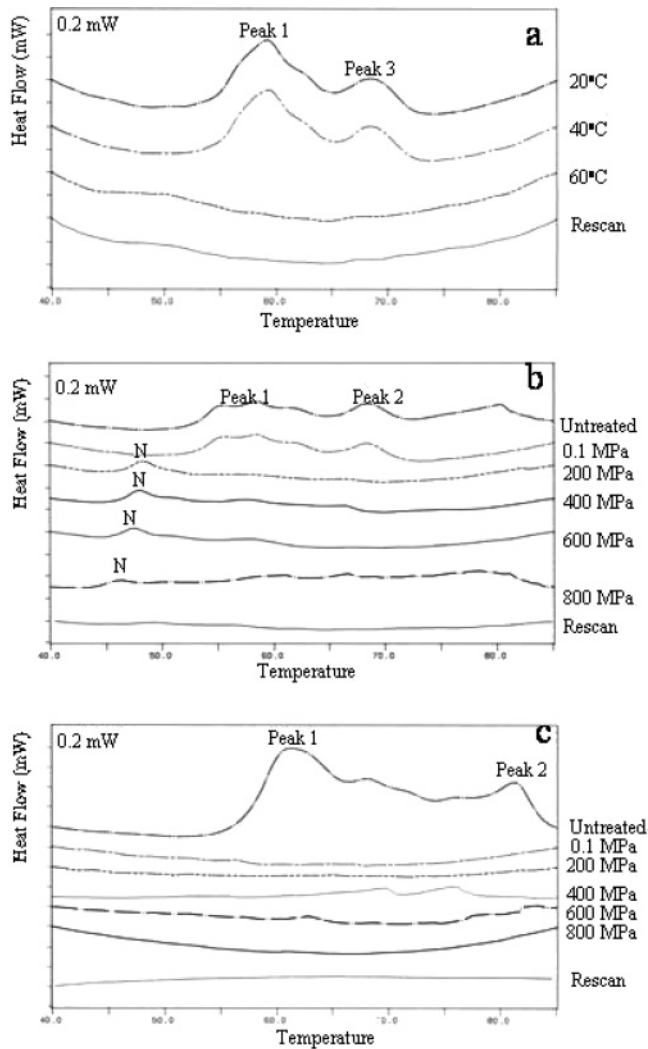 0.2 mW
a
Peak 1
Peak 3
Heat Flow (mW)
20°C
40°C
60°C
Rescan
40.0 50.0 60.0 70.0 80.0
Temperature
0.2 mW
b
Peak 1
Peak 2
Heat Flow (mW)
Untreated
0.1 MPa
N
200 MPa
N
400 MPa
N
600 MPa
N
800 MPa
Rescan
40.0 50.0 60.0 70.0 80.0
Temperature
c
0.2 mW
Peak 1
Peak 2
Heat Flow (mW)
Untreated
0.1 MPa
200 MPa
400 MPa
600 MPa
800 MPa
Rescan
40.0 50.0 60.0 70.0 80.0
Temperature